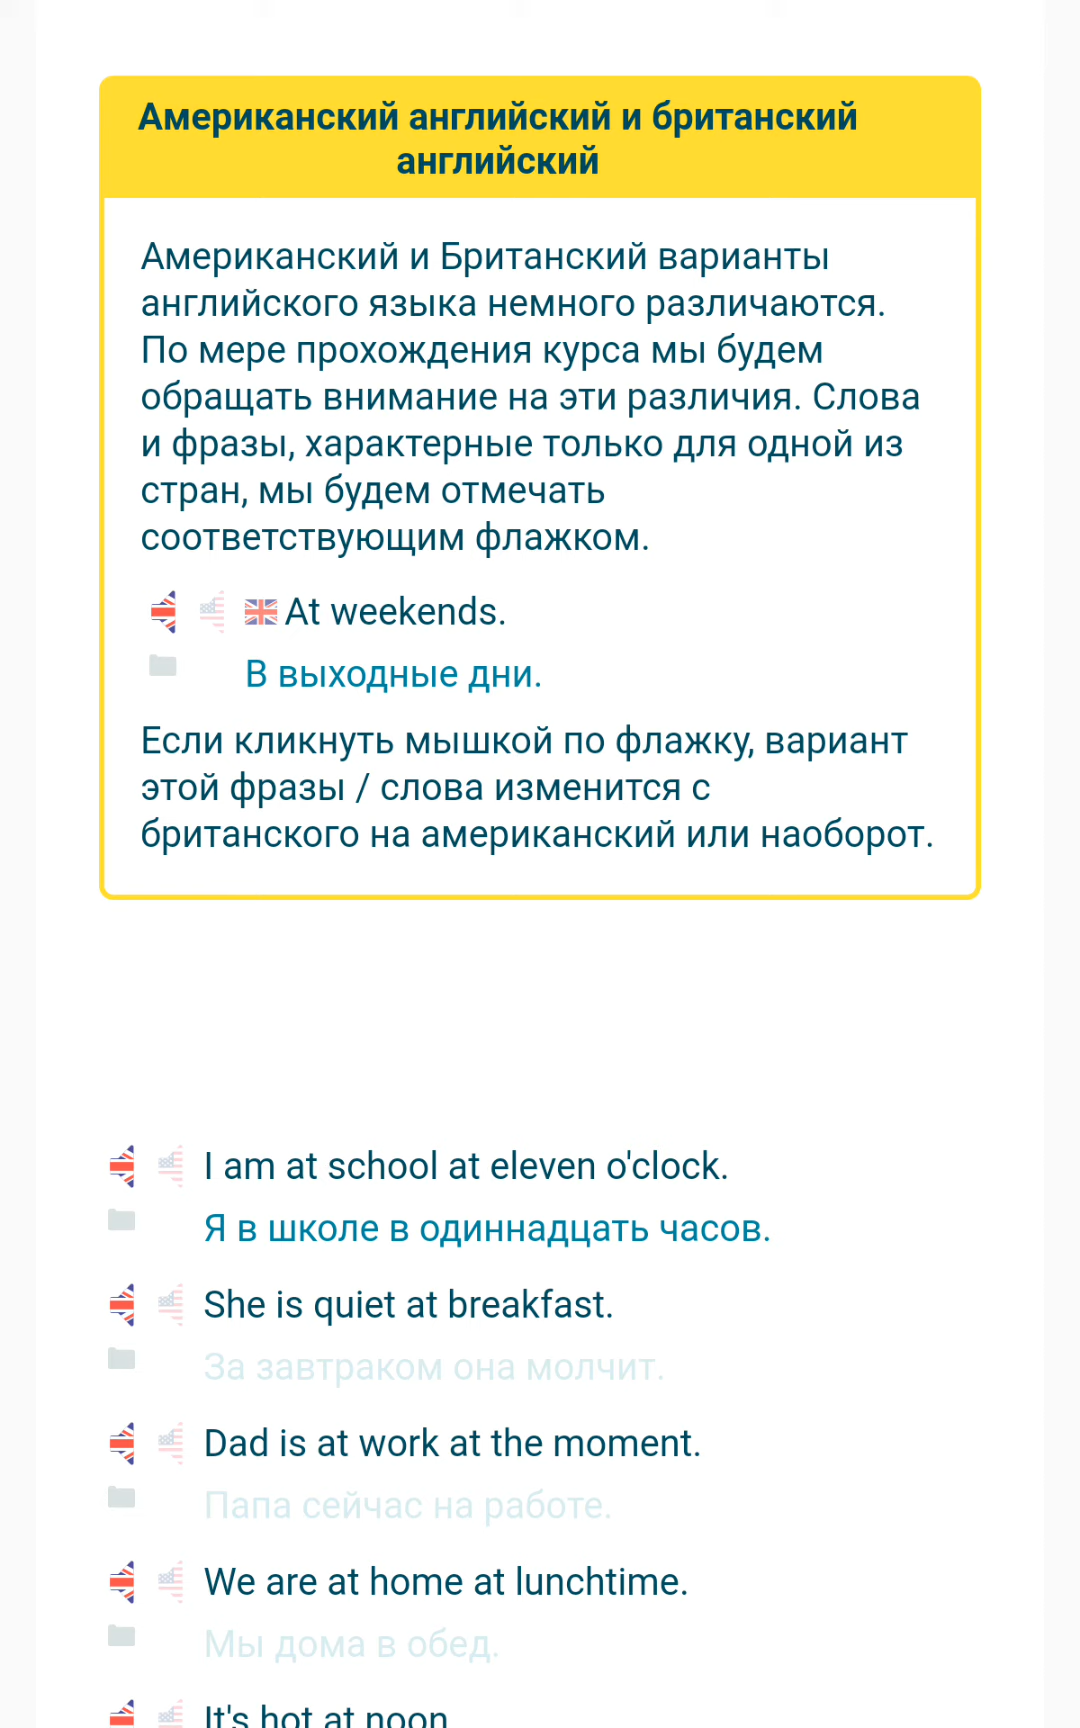 Американский английский и британский
английский
Американский и Британский варианты
английского языка немного различаются.
По мере прохождения курса мы будем
обращать внимание на эти различия. Слова
и фразы, характерные только для одной из
стран, мы будем отмечать
соответствующим флажком.
At weekends.
В выходные дни.
Если кликнуть мышкой по флажку, вариант
этой фразы / слова изменится с
британского на американский или наоборот.
I am at school at eleven o'clock.
Я в школе в одиннадцать часов.
She is quiet at breakfast.
За завтраком она молчит.
Dad is at work at the moment.
Папа сейчас на работе.
We are at home at lunchtime.
Мы дома в обед.
It's hot at noon